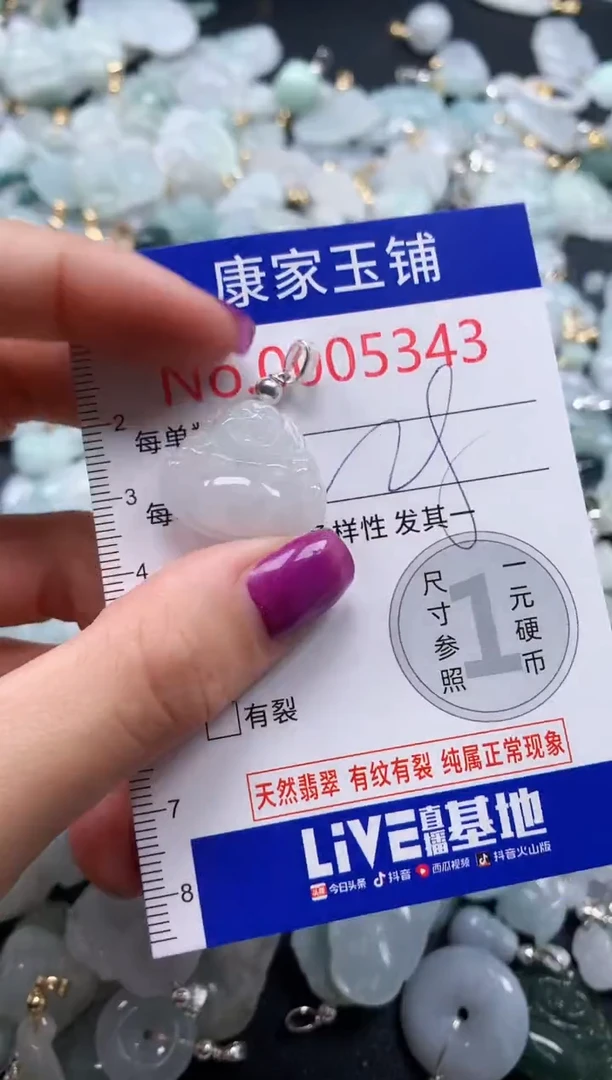 康家玉铺
No.0005343
2
每单
3
每
样性 发其一
4
尺寸参照
1
一元硬币
有裂
天然翡翠 有纹有裂 纯属正常现象
7
LiVE直播基地
8
今日头条 抖音 西瓜视频 抖音火山版